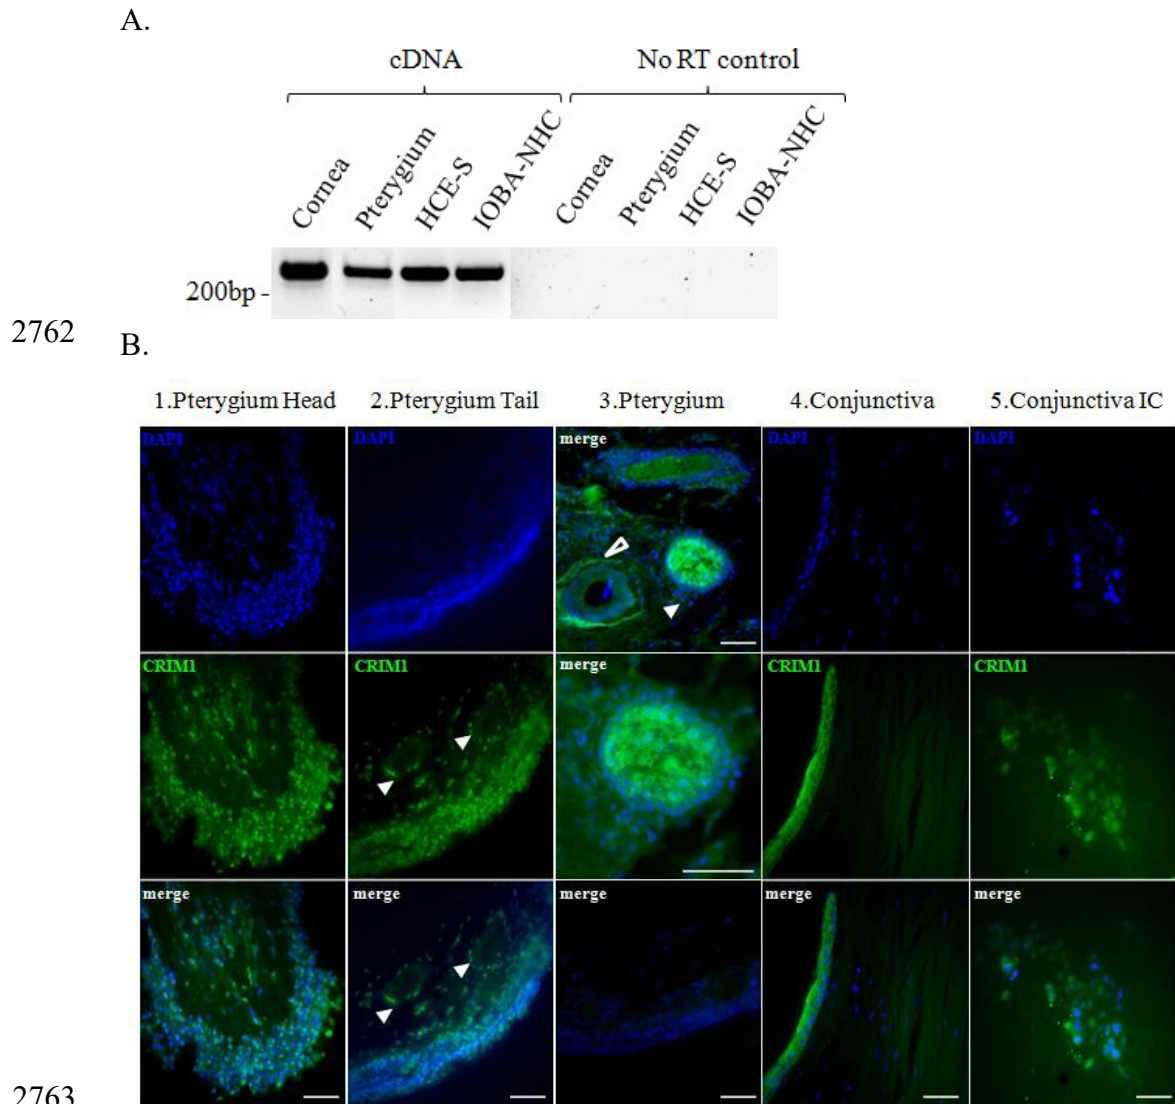 A.
cDNA No RT control
Cornea Pterygium HCE-S IOBA-NHC Cornea Pterygium HCE-S IOBA-NHC
200bp -
2762
B.
1.Pterygium Head 2.Pterygium Tail 3.Pterygium 4.Conjunctiva 5.Conjunctiva IC
DAPI DAPI merge DAPI DAPI
CRIM1 CRIM1 merge CRIM1 CRIM1
merge merge merge merge merge
2763